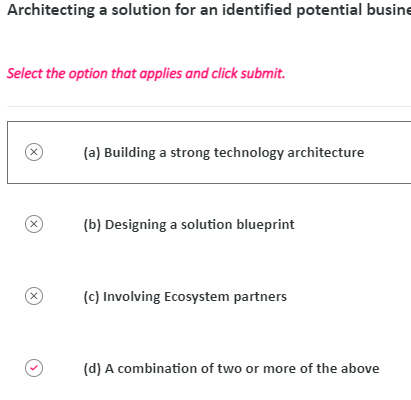 Architecting a solution for an identified potential busine
Select the option that applies and click submit.
(a) Building a strong technology architecture
(b) Designing a solution blueprint
(c) Involving Ecosystem partners
(d) A combination of two or more of the above